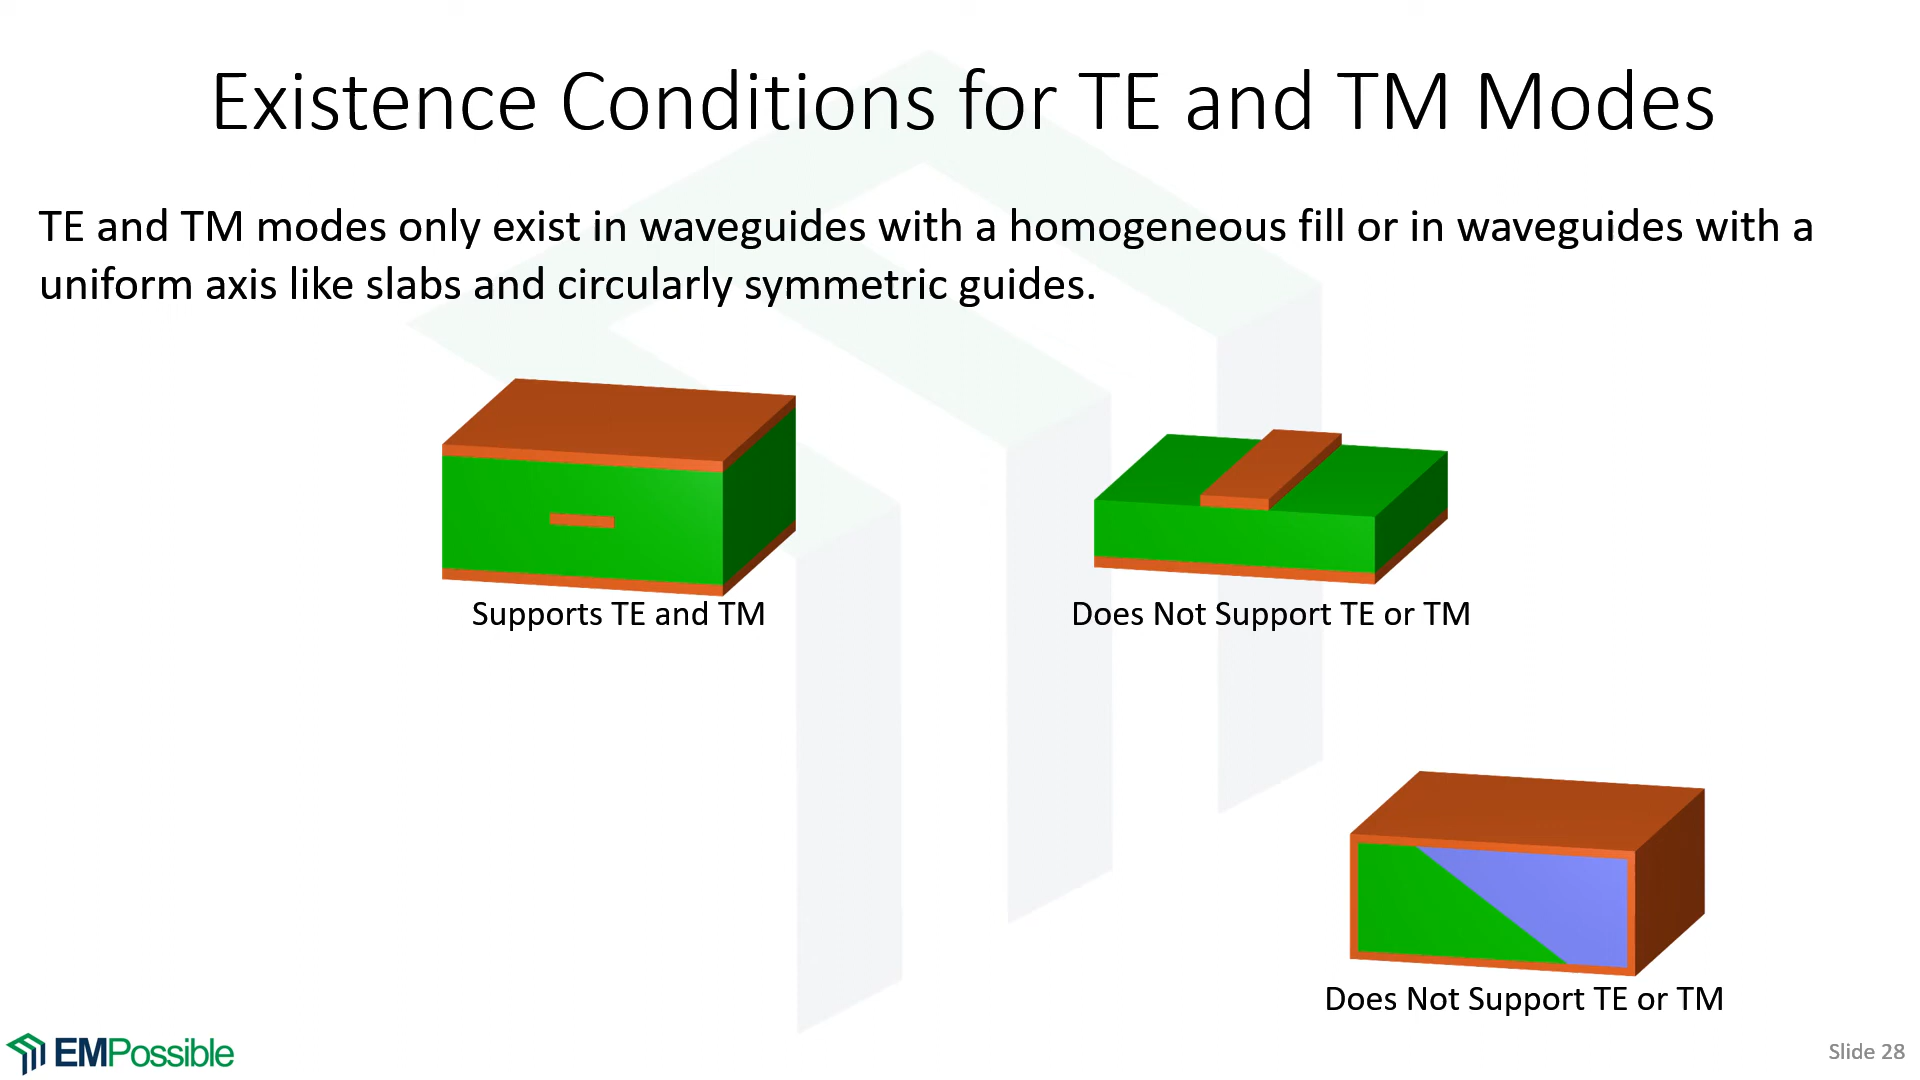 Existence Conditions for TE and TM Modes
TE and TM modes only exist in waveguides with a homogeneous fill or in waveguides with a
uniform axis like slabs and circularly symmetric guides.
Supports TE and TM
Does Not Support TE or TM
Does Not Support TE or TM
EMPossible
Slide 28